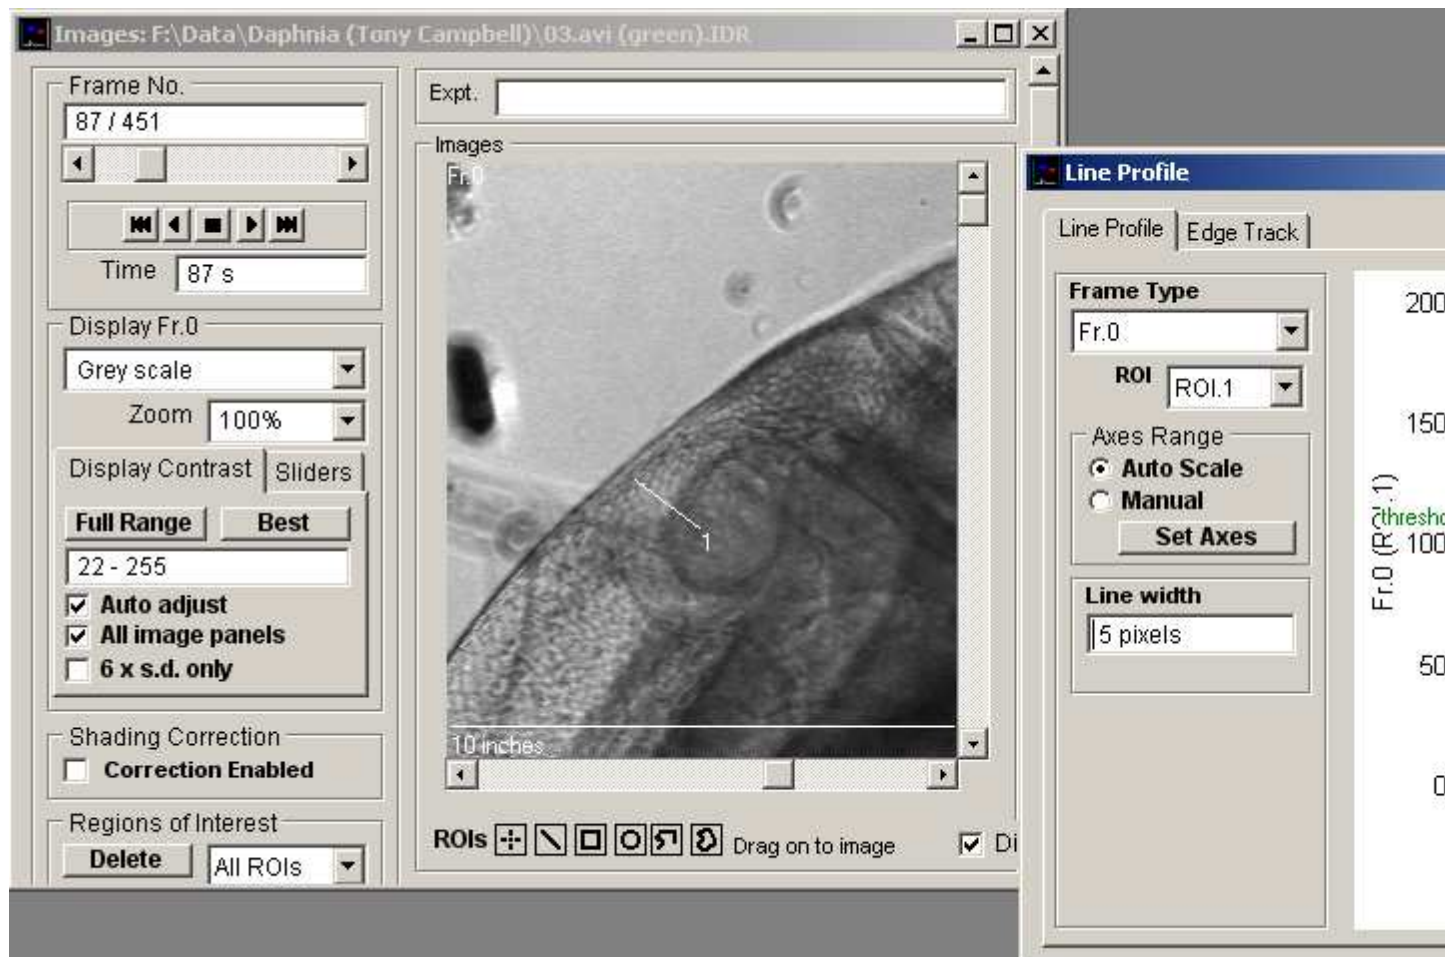 Images: F:\Data\Daphnia (Tony Campbell)\03.avi (green).IDR
Frame No.
87 / 451
Time 87 s
Display Fr.0
Grey scale
Zoom 100%
Display Contrast Sliders
Full Range Best
22 - 255
Auto adjust
All image panels
6 x s.d. only
Shading Correction
Correction Enabled
Regions of Interest
Delete All ROIs
Expt.
Images
Fr.0
1
10 inches
ROIs Drag on to image Di
Line Profile
Line Profile Edge Track
Frame Type
Fr.0
ROI ROI.1
Axes Range
Auto Scale
Manual
Set Axes
Line width
5 pixels
200
150
100
50
0